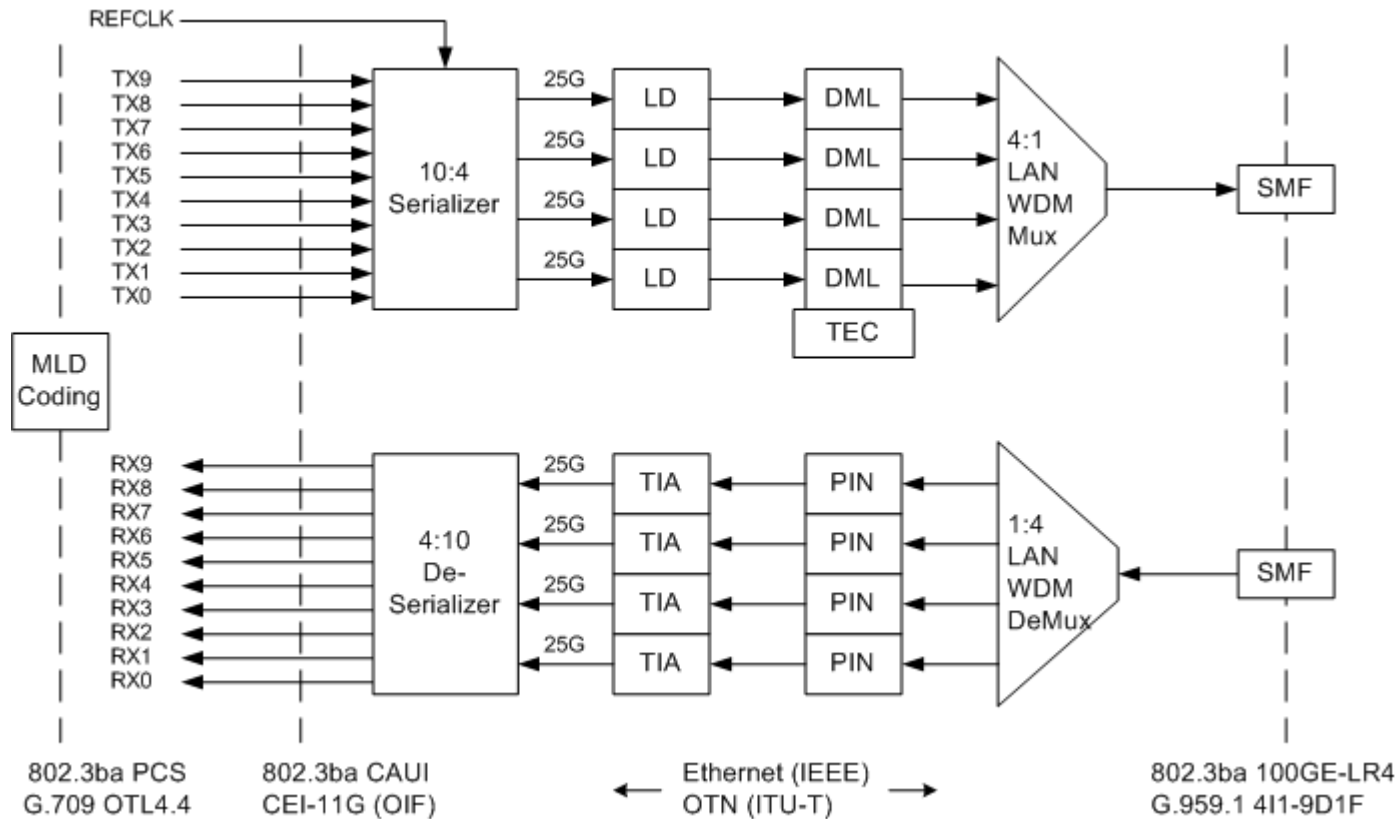 REFCLK
TX9
TX8
TX7
TX6
TX5
TX4
TX3
TX2
TX1
TX0
10:4
Serializer
25G
25G
25G
25G
LD
LD
LD
LD
DML
DML
DML
DML
TEC
4:1
LAN
WDM
Mux
SMF
MLD
Coding
RX9
RX8
RX7
RX6
RX5
RX4
RX3
RX2
RX1
RX0
4:10
De-
Serializer
25G
25G
25G
25G
TIA
TIA
TIA
TIA
PIN
PIN
PIN
PIN
1:4
LAN
WDM
DeMux
SMF
802.3ba PCS
G.709 OTL4.4
802.3ba CAUI
CEI-11G (OIF)
Ethernet (IEEE)
OTN (ITU-T)
802.3ba 100GE-LR4
G.959.1 4I1-9D1F